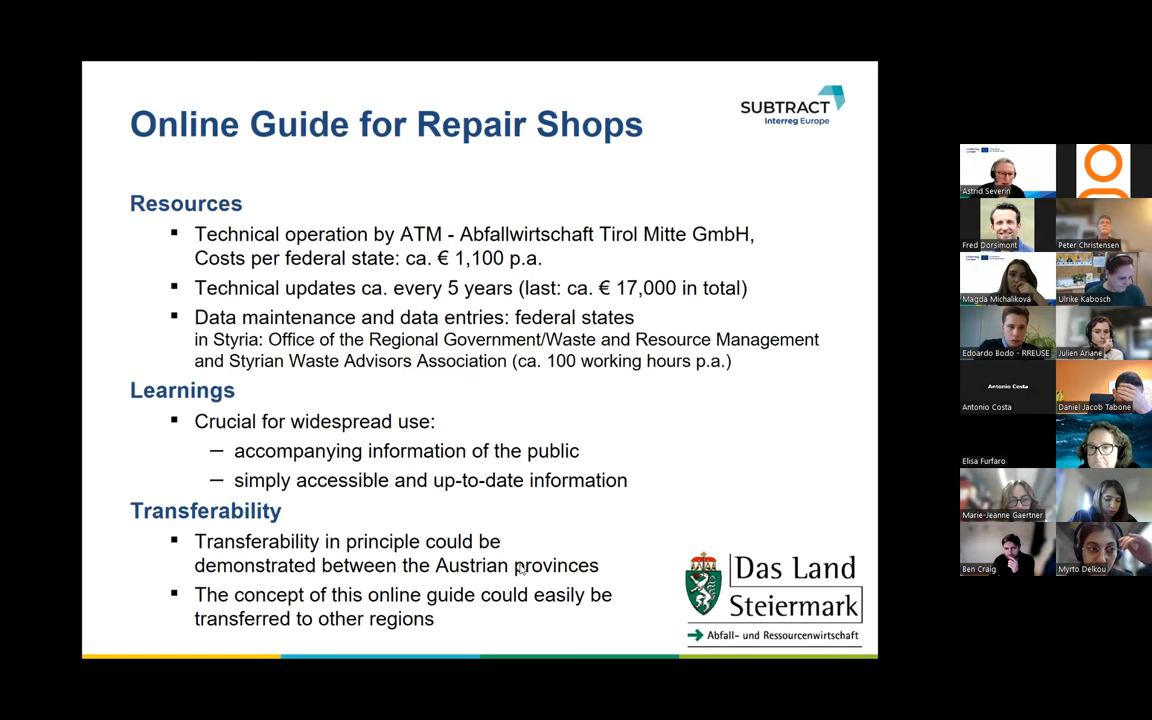 Online Guide for Repair Shops
SUBTRACT
Interreg Europe
Resources
▪ Technical operation by ATM - Abfallwirtschaft Tirol Mitte GmbH,
Costs per federal state: ca. € 1,100 p.a.
▪ Technical updates ca. every 5 years (last: ca. € 17,000 in total)
▪ Data maintenance and data entries: federal states
in Styria: Office of the Regional Government/Waste and Resource Management
and Styrian Waste Advisors Association (ca. 100 working hours p.a.)
Learnings
▪ Crucial for widespread use:
– accompanying information of the public
– simply accessible and up-to-date information
Transferability
▪ Transferability in principle could be
demonstrated between the Austrian provinces
▪ The concept of this online guide could easily be
transferred to other regions
Das Land
Steiermark
→ Abfall- und Ressourcenwirtschaft
Astrid Severin
Fred Dorsimont
Peter Christensen
Magda Michaliková
Ulrike Kabosch
Edoardo Bodo - RREUSE
Julien Ariane
Antonio Costa
Antonio Costa
Daniel Jacob Tabone
Elisa Furfaro
Marie-Jeanne Gaertner
Ben Craig
Myrto Delkou